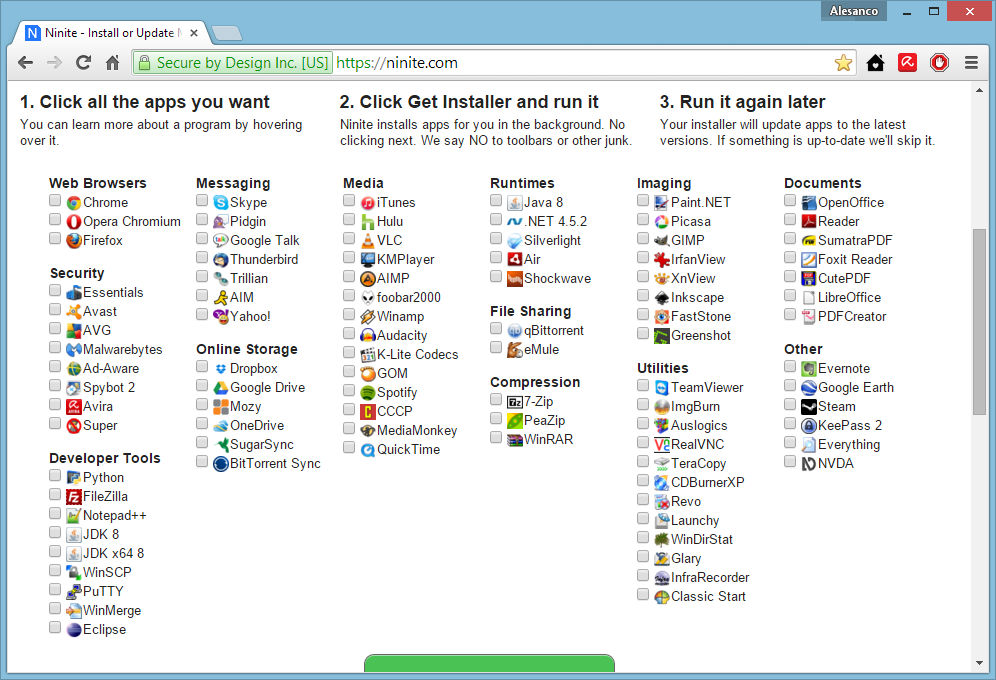 Alesanco
Ninite - Install or Update
Secure by Design Inc. [US] https://ninite.com
1. Click all the apps you want
You can learn more about a program by hovering
over it.
2. Click Get Installer and run it
Ninite installs apps for you in the background. No
clicking next. We say NO to toolbars or other junk.
3. Run it again later
Your installer will update apps to the latest
versions. If something is up-to-date we'll skip it.
Web Browsers
Chrome
Opera Chromium
Firefox
Security
Essentials
Avast
AVG
Malwarebytes
Ad-Aware
Spybot 2
Avira
Super
Developer Tools
Python
FileZilla
Notepad++
JDK 8
JDK x64 8
WinSCP
PuTTY
WinMerge
Eclipse
Messaging
Skype
Pidgin
Google Talk
Thunderbird
Trillian
AIM
Yahoo!
Online Storage
Dropbox
Google Drive
Mozy
OneDrive
SugarSync
BitTorrent Sync
Media
iTunes
Hulu
VLC
KMPlayer
AIMP
foobar2000
Winamp
Audacity
K-Lite Codecs
GOM
Spotify
CCCP
MediaMonkey
QuickTime
Runtimes
Java 8
.NET 4.5.2
Silverlight
Air
Shockwave
File Sharing
qBittorrent
eMule
Compression
7-Zip
PeaZip
WinRAR
Imaging
Paint.NET
Picasa
GIMP
IrfanView
XnView
Inkscape
FastStone
Greenshot
Utilities
TeamViewer
ImgBurn
Auslogics
RealVNC
TeraCopy
CDBurnerXP
Revo
Launchy
WinDirStat
Glary
InfraRecorder
Classic Start
Documents
OpenOffice
Reader
SumatraPDF
Foxit Reader
CutePDF
LibreOffice
PDFCreator
Other
Evernote
Google Earth
Steam
KeePass 2
Everything
NVDA